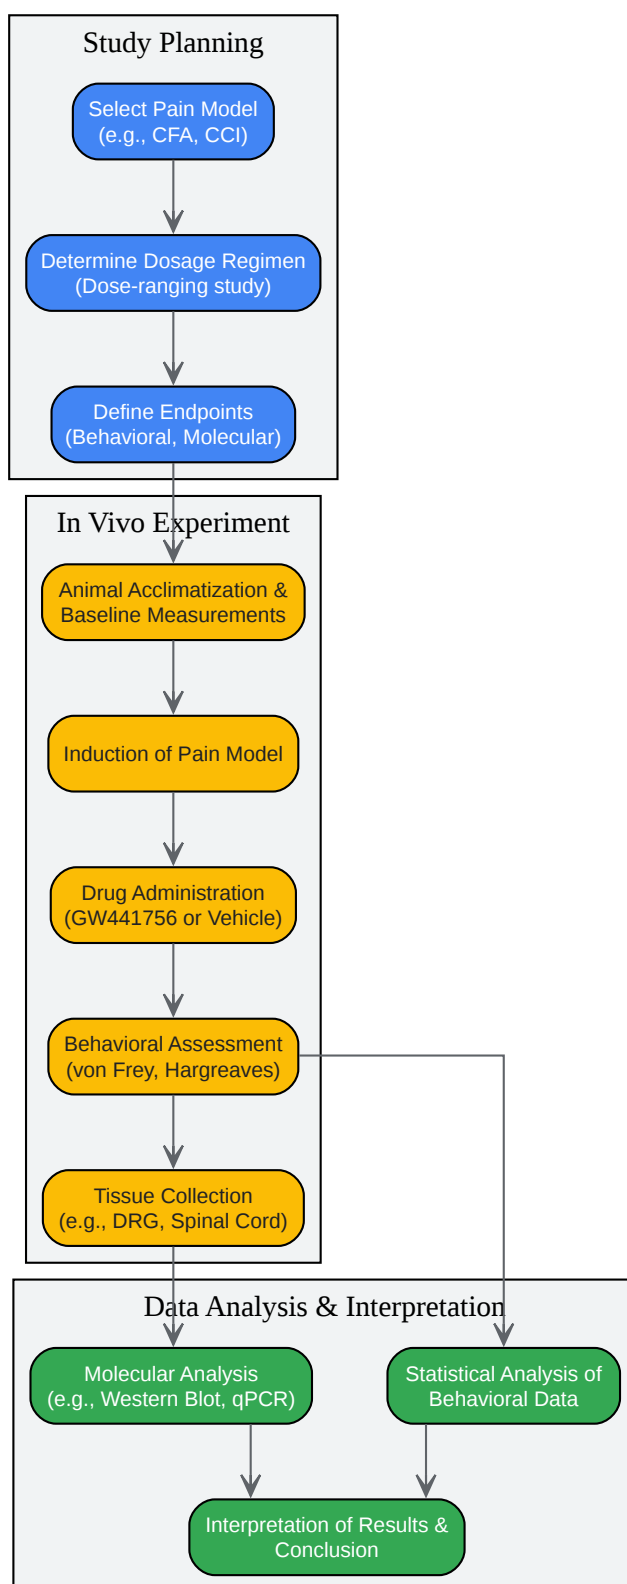 Study Planning
Select Pain Model
(e.g., CFA, CCI)
Determine Dosage Regimen
(Dose-ranging study)
Define Endpoints
(Behavioral, Molecular)
In Vivo Experiment
Animal Acclimatization &
Baseline Measurements
Induction of Pain Model
Drug Administration
(GW441756 or Vehicle)
Behavioral Assessment
(von Frey, Hargreaves)
Tissue Collection
(e.g., DRG, Spinal Cord)
Data Analysis & Interpretation
Molecular Analysis
(e.g., Western Blot, qPCR)
Statistical Analysis of
Behavioral Data
Interpretation of Results &
Conclusion